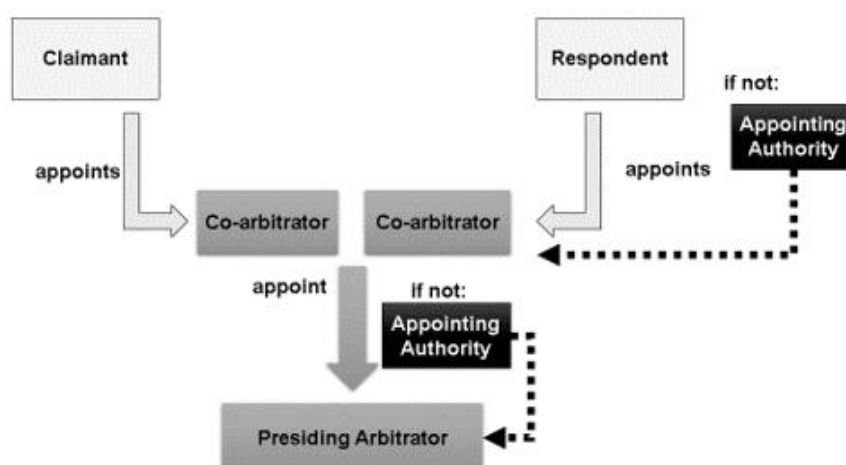 Claimant
Respondent
if not:
Appointing
Authority
appoints
appoints
Co-arbitrator
Co-arbitrator
appoint
if not:
Appointing
Authority
Presiding Arbitrator